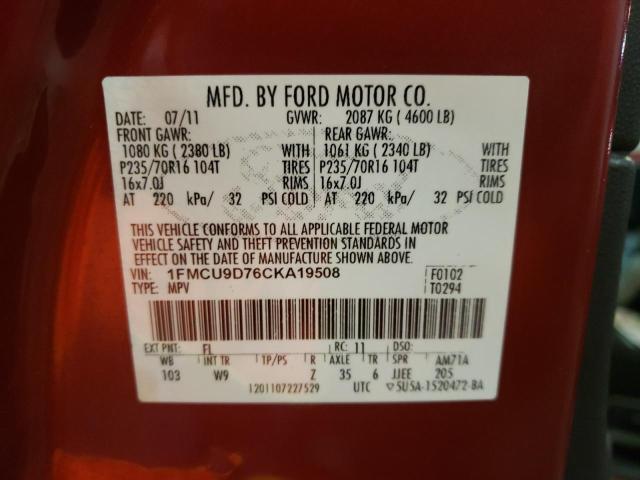 MFD. BY FORD MOTOR CO.
DATE: 07/11 GVWR: 2087 KG ( 4600 LB)
FRONT GAWR: REAR GAWR:
1080 KG ( 2380 LB) WITH 1061 KG ( 2340 LB) WITH
P235/70R16 104T TIRES P235/70R16 104T TIRES
16x7.0J RIMS 16x7.0J RIMS
AT 220 kPa/ 32 PSI COLD AT 220 kPa/ 32 PSI COLD
THIS VEHICLE CONFORMS TO ALL APPLICABLE FEDERAL MOTOR
VEHICLE SAFETY AND THEFT PREVENTION STANDARDS IN
EFFECT ON THE DATE OF MANUFACTURE SHOWN ABOVE.
VIN: 1FMCU9D76CKA19508 F0102
TYPE: MPV T0294
EXT PNT: FL RC: 11 DSO:
WB INT TR TP/PS R AXLE TR SPR AM71A
103 W9 Z 35 6 JJEE 205
1201107227529 UTC ▽5U5A-1520472-BA